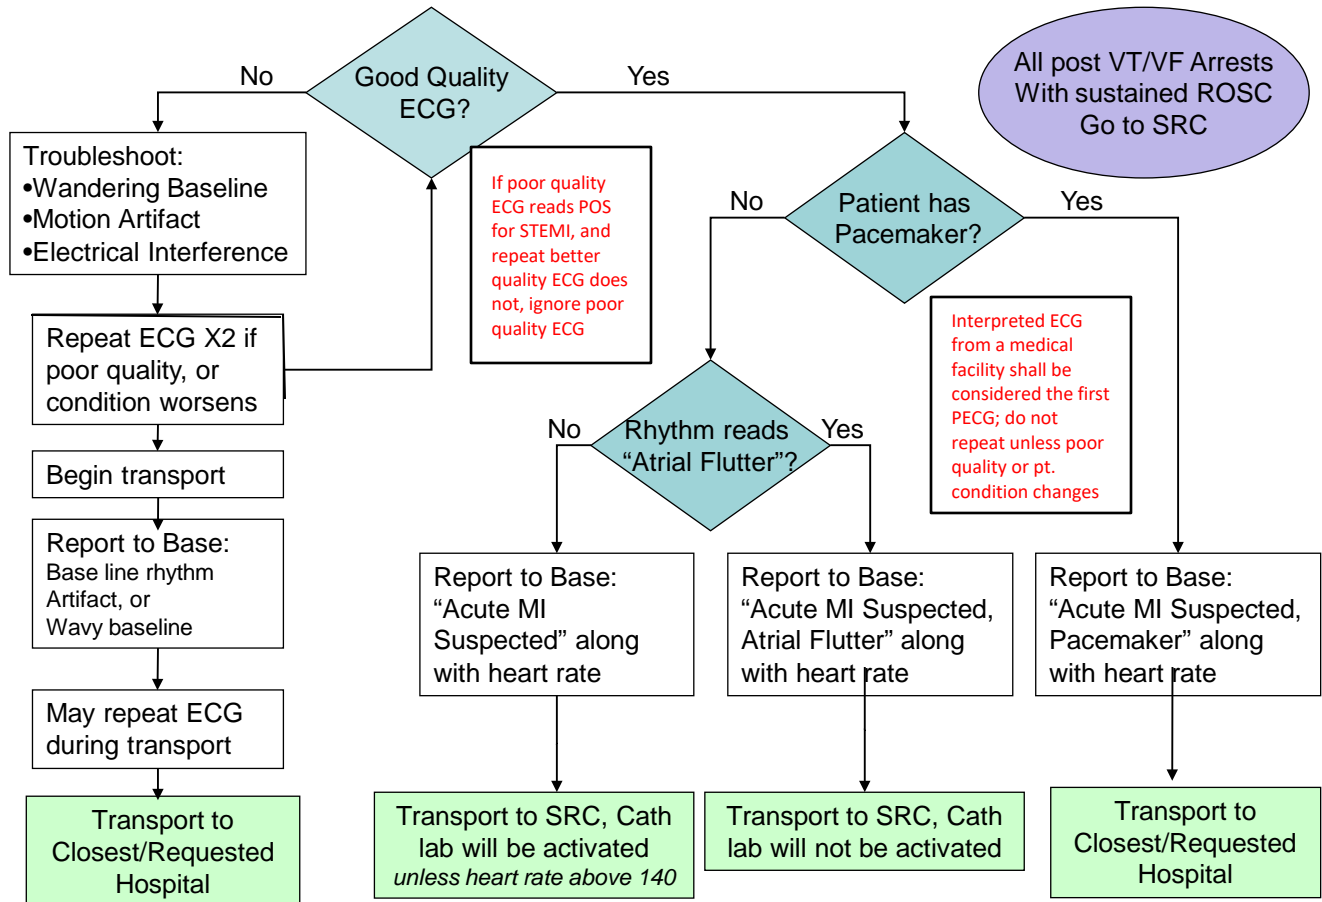 No
Good Quality
ECG?
Yes
All post VT/VF Arrests
With sustained ROSC
Go to SRC
Troubleshoot:
•Wandering Baseline
•Motion Artifact
•Electrical Interference
If poor quality
ECG reads POS
for STEMI, and
repeat better
quality ECG does
not, ignore poor
quality ECG
No
Patient has
Pacemaker?
Yes
Repeat ECG X2 if
poor quality, or
condition worsens
Interpreted ECG
from a medical
facility shall be
considered the first
PECG; do not
repeat unless poor
quality or pt.
condition changes
No
Rhythm reads
“Atrial Flutter”?
Yes
Begin transport
Report to Base:
Base line rhythm
Artifact, or
Wavy baseline
Report to Base:
“Acute MI
Suspected” along
with heart rate
Report to Base:
“Acute MI Suspected,
Atrial Flutter” along
with heart rate
Report to Base:
“Acute MI Suspected,
Pacemaker” along
with heart rate
May repeat ECG
during transport
Transport to
Closest/Requested
Hospital
Transport to SRC, Cath
lab will be activated
unless heart rate above 140
Transport to SRC, Cath
lab will not be activated
Transport to
Closest/Requested
Hospital